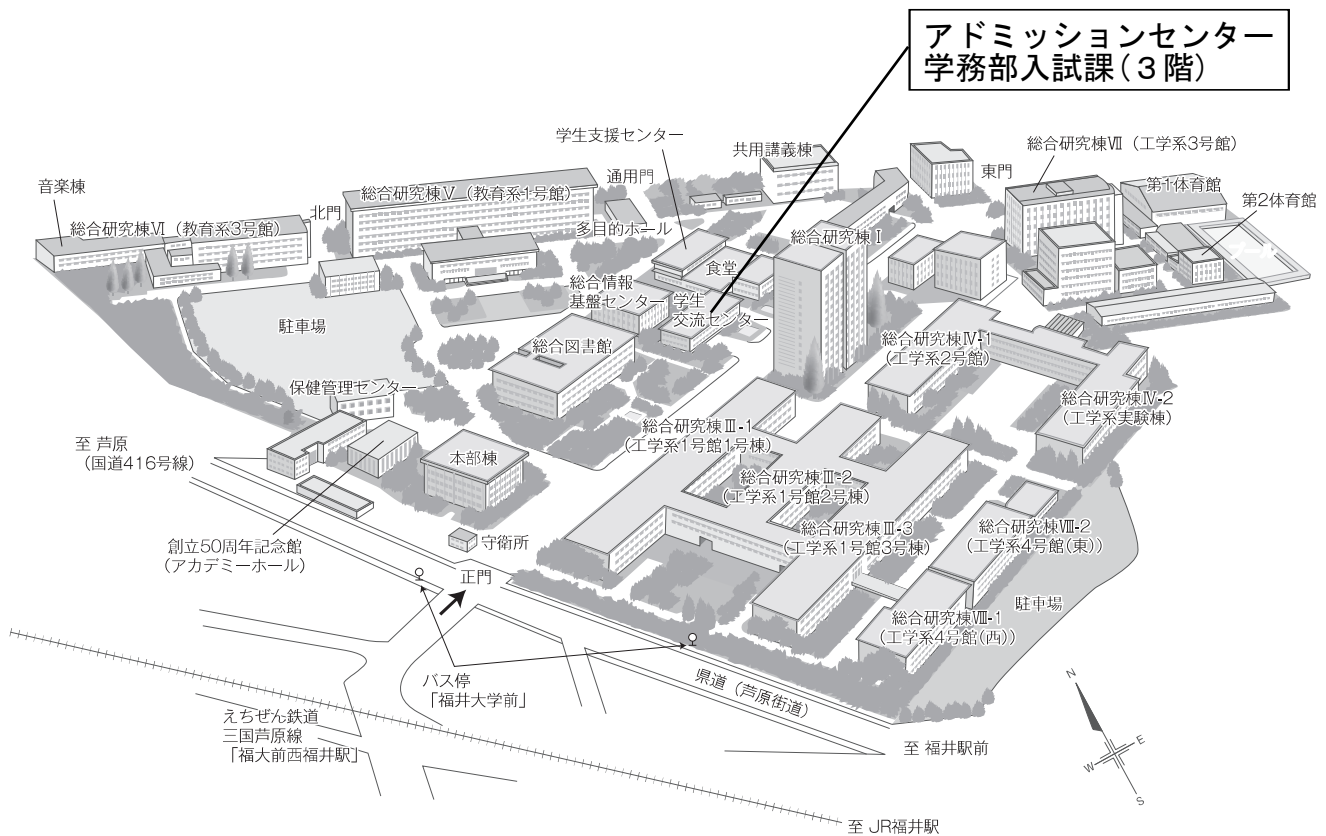 アドミッションセンター
学務部入試課(3階)
学生支援センター
共用講義棟
総合研究棟Ⅶ(工学系3号館)
東門
通用門
音楽棟
総合研究棟Ⅴ(教育系1号館)
第1体育館
第2体育館
北門
総合研究棟Ⅵ(教育系3号館)
多目的ホール
総合研究棟Ⅰ
プール
食堂
総合情報
基盤センター
学生
交流センター
駐車場
総合図書館
総合研究棟Ⅳ-1
(工学系2号館)
保健管理センター
総合研究棟Ⅳ-2
(工学系実験棟)
至 芦原
(国道416号線)
総合研究棟Ⅲ-1
(工学系1号館1号棟)
本部棟
総合研究棟Ⅲ-2
(工学系1号館2号棟)
総合研究棟Ⅲ-3
(工学系1号館3号棟)
総合研究棟Ⅷ-2
(工学系4号館(東))
創立50周年記念館
(アカデミーホール)
守衛所
正門
駐車場
総合研究棟Ⅷ-1
(工学系4号館(西))
バス停
「福井大学前」
県道(芦原街道)
えちぜん鉄道
三国芦原線
「福大前西福井駅」
至 福井駅前
N
E
W
S
至 JR福井駅